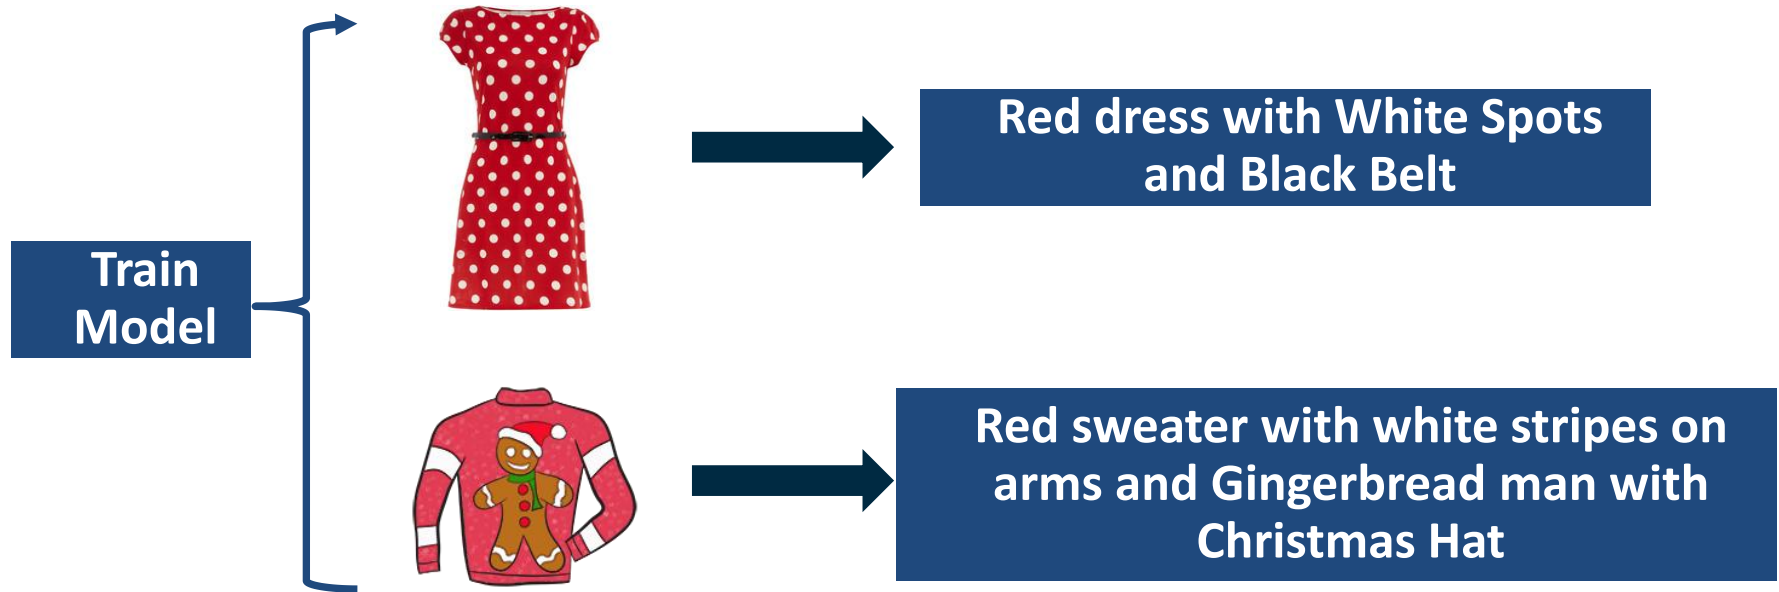 Train
Model
Red dress with White Spots
and Black Belt
Red sweater with white stripes on
arms and Gingerbread man with
Christmas Hat